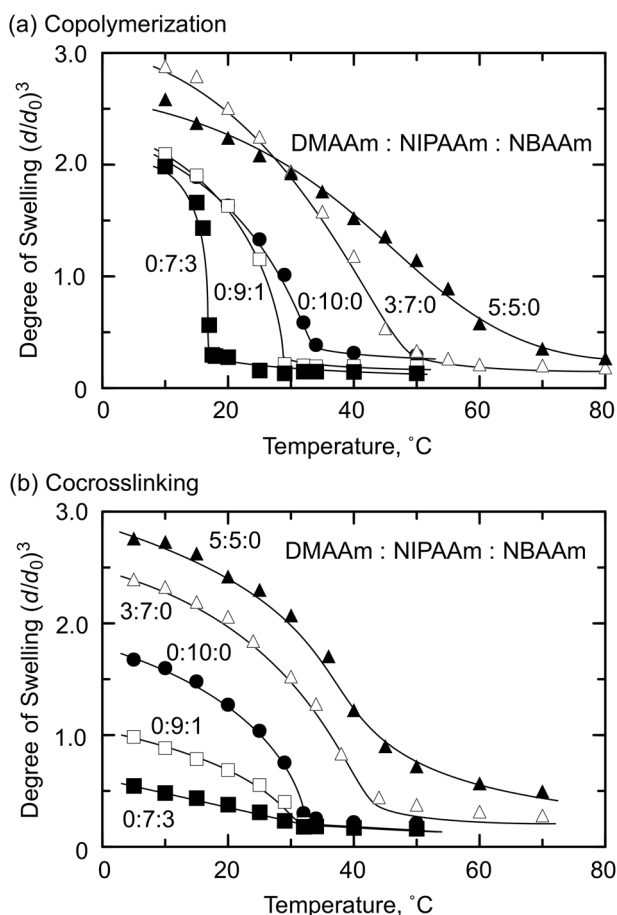 (a) Copolymerization
3.0
2.0
1.0
0
Degree of Swelling (d/d₀)³
DMAAm : NIPAAm : NBAAm
0:7:3
0:9:1
0:10:0
3:7:0
5:5:0
0 20 40 60 80
Temperature, ˚C
(b) Cocrosslinking
3.0
2.0
1.0
0
Degree of Swelling (d/d₀)³
5:5:0
DMAAm : NIPAAm : NBAAm
3:7:0
0:10:0
0:9:1
0:7:3
0 20 40 60 80
Temperature, ˚C